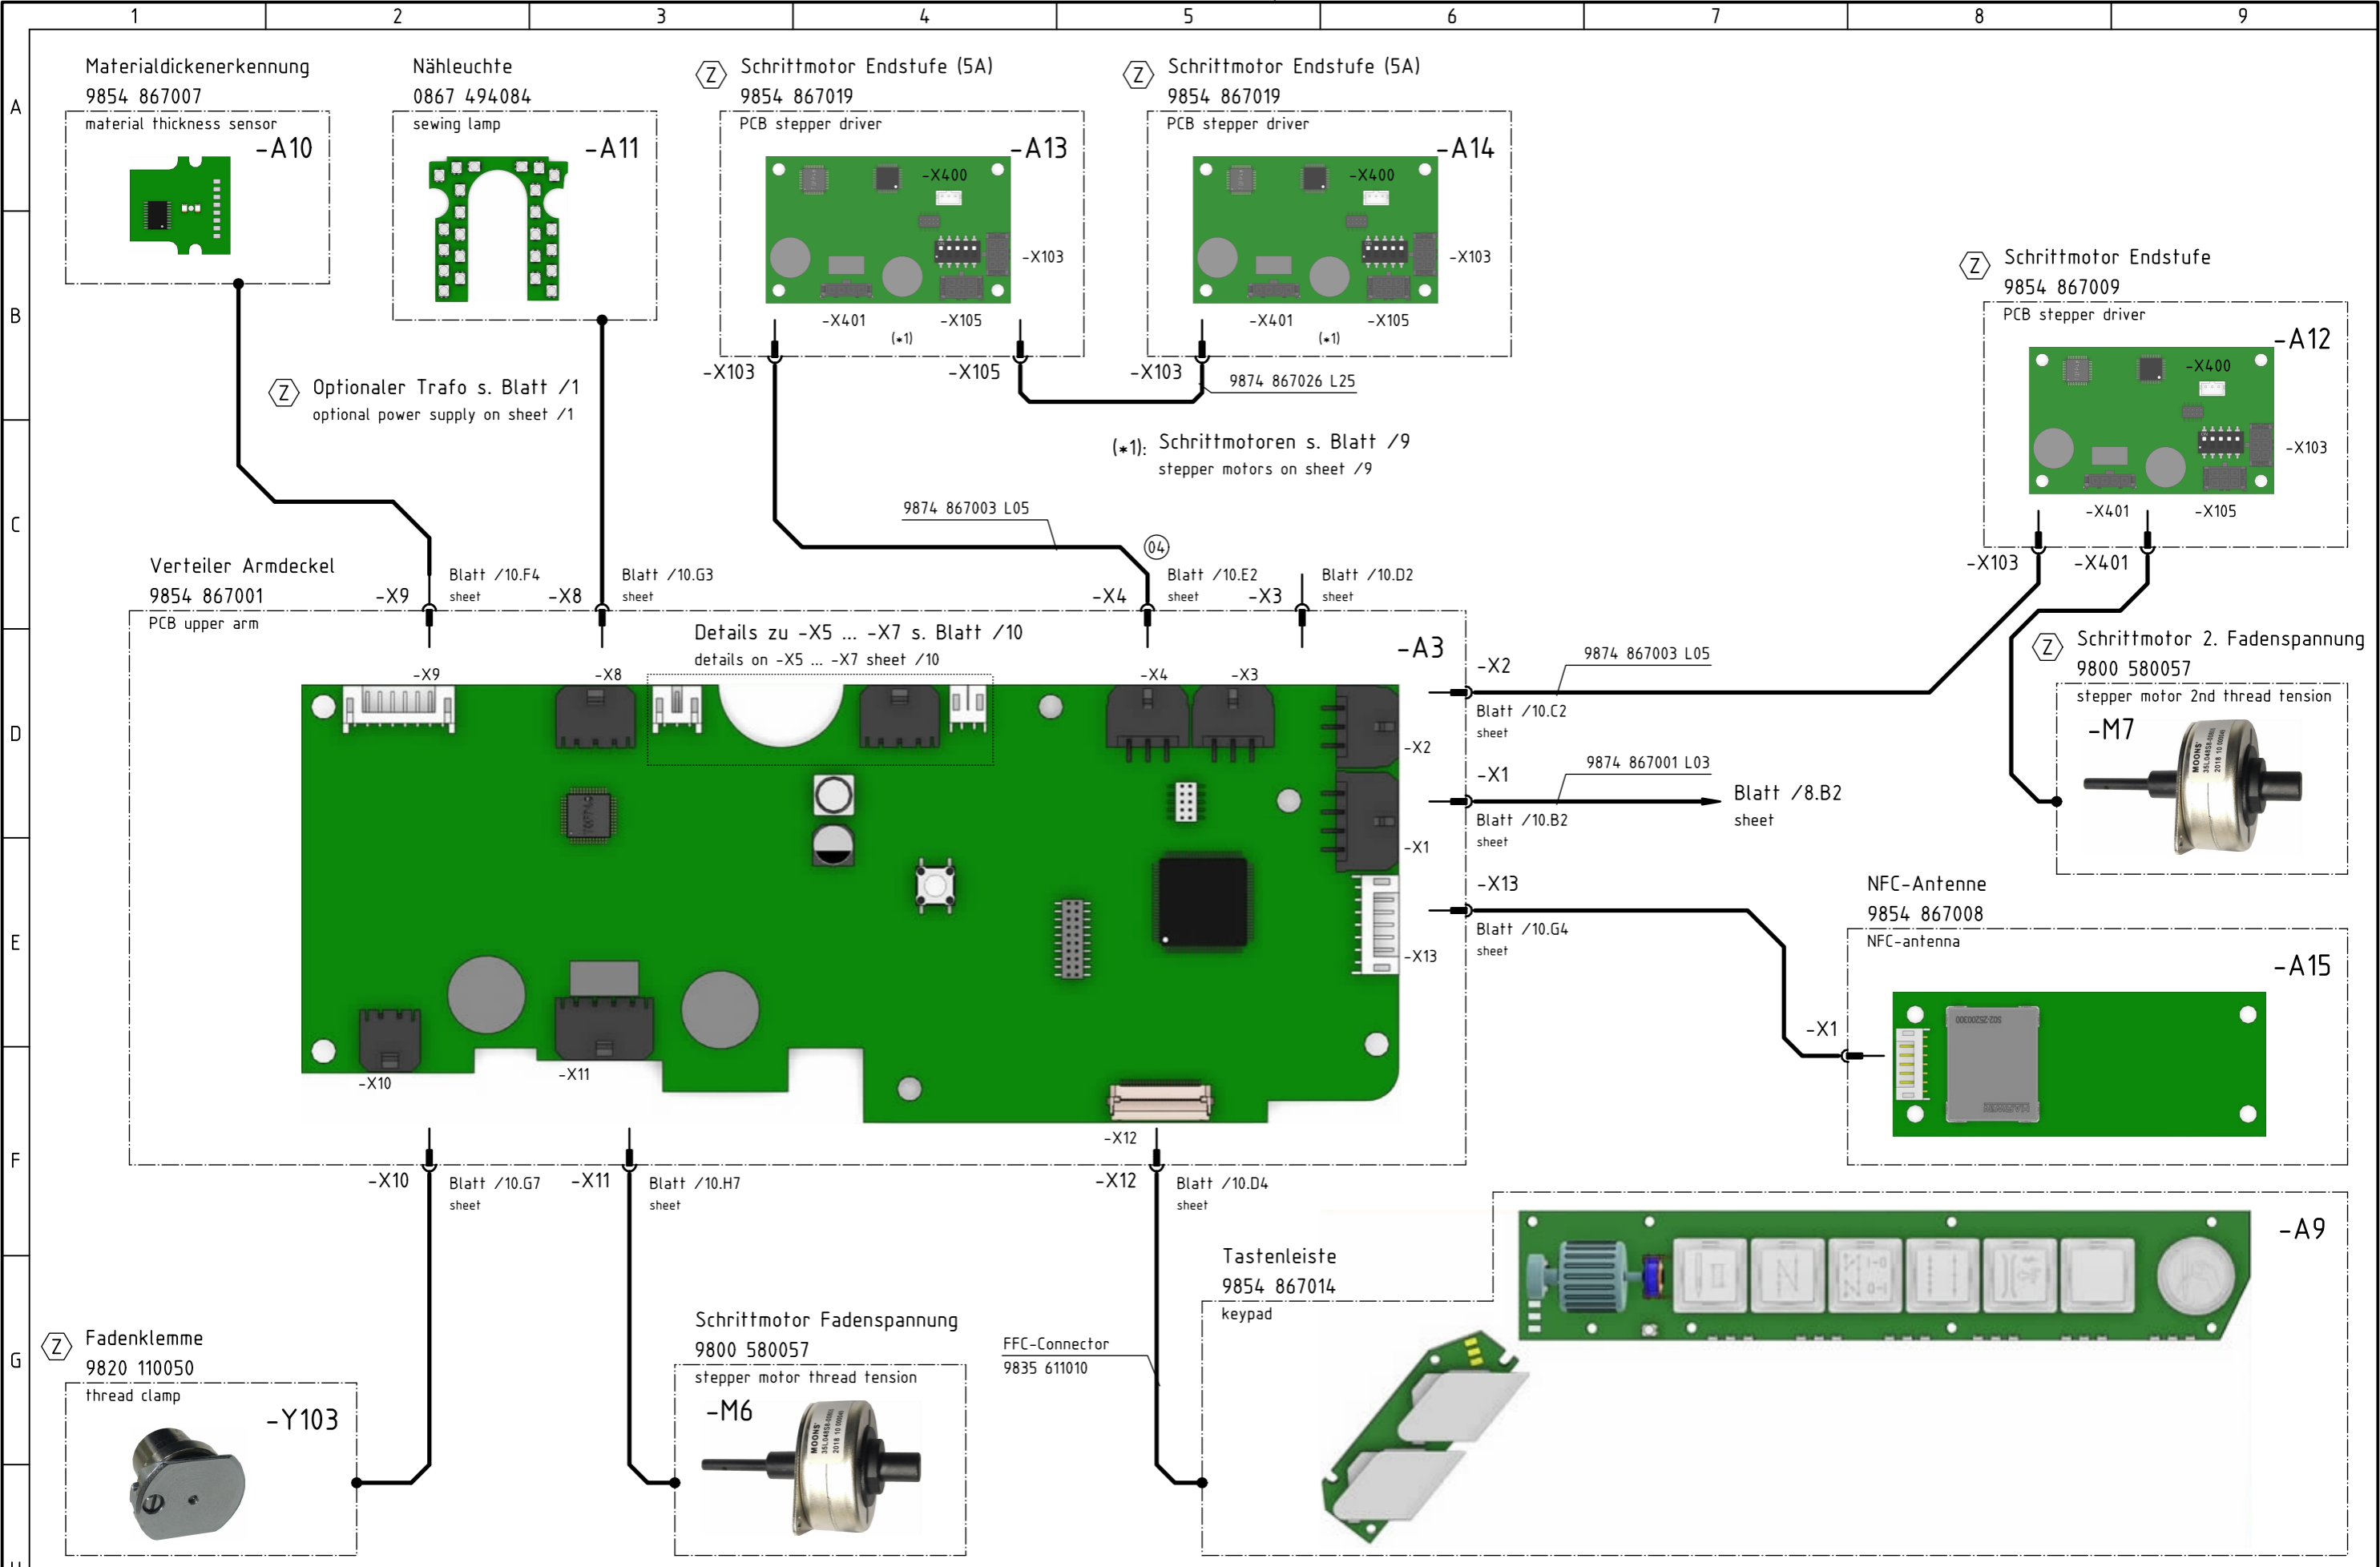 1 2 3 4 5 6 7 8 9
A
B
C
D
E
F
G
Materialdickenerkennung
9854 867007
material thickness sensor
-A10
Nähleuchte
0867 494084
sewing lamp
-A11
Z Schrittmotor Endstufe (5A)
9854 867019
PCB stepper driver
-A13
-X400
-X103
-X401 -X105
(*1)
-X103
-X105
Z Schrittmotor Endstufe (5A)
9854 867019
PCB stepper driver
-A14
-X400
-X103
-X401 -X105
(*1)
-X103
9874 867026 L25
Z Schrittmotor Endstufe
9854 867009
PCB stepper driver
-A12
-X400
-X103
-X401 -X105
-X103 -X401
Z Optionaler Trafo s. Blatt /1
optional power supply on sheet /1
(*1): Schrittmotoren s. Blatt /9
stepper motors on sheet /9
9874 867003 L05
04
Verteiler Armdeckel
9854 867001
PCB upper arm
-X9 Blatt /10.F4
sheet
-X8 Blatt /10.G3
sheet
-X4 Blatt /10.E2
sheet
-X3 Blatt /10.D2
sheet
Details zu -X5 ... -X7 s. Blatt /10
details on -X5 ... -X7 sheet /10
-A3
-X9 -X8 -X4 -X3
-X2
-X1
-X13
-X10
-X11
-X12
-X2 9874 867003 L05
Blatt /10.C2
sheet
-X1 9874 867001 L03
Blatt /10.B2
sheet
Blatt /8.B2
sheet
-X13
Blatt /10.G4
sheet
Z Schrittmotor 2. Fadenspannung
9800 580057
stepper motor 2nd thread tension
-M7
MOONS'
2018 10
NFC-Antenne
9854 867008
NFC-antenna
-A15
-X1
S02-25200300
-X10 Blatt /10.G7
sheet
-X11 Blatt /10.H7
sheet
-X12 Blatt /10.D4
sheet
Z Fadenklemme
9820 110050
thread clamp
-Y103
Schrittmotor Fadenspannung
9800 580057
stepper motor thread tension
-M6
MOONS'
2018 10
FFC-Connector
9835 611010
Tastenleiste
9854 867014
keypad
-A9